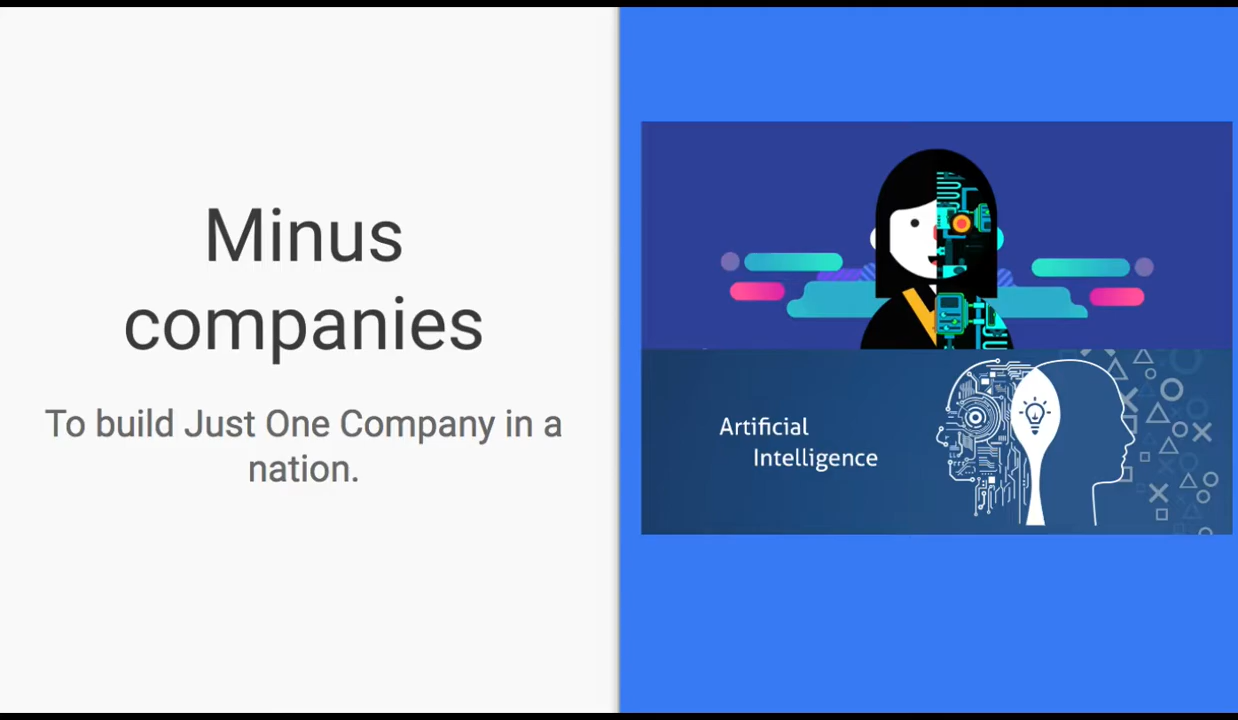 Minus
companies
To build Just One Company in a
nation.
Artificial
Intelligence